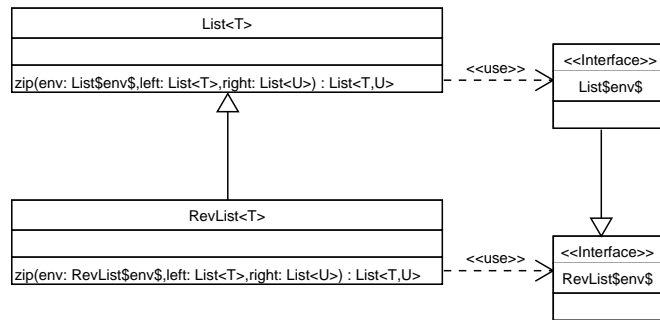 List<T>
<<use>>
<<Interface>>
List$env$
zip(env: List$env$,left: List<T>,right: List<U>) : List<T,U>
RevList<T>
<<use>>
<<Interface>>
RevList$env$
zip(env: RevList$env$,left: List<T>,right: List<U>) : List<T,U>